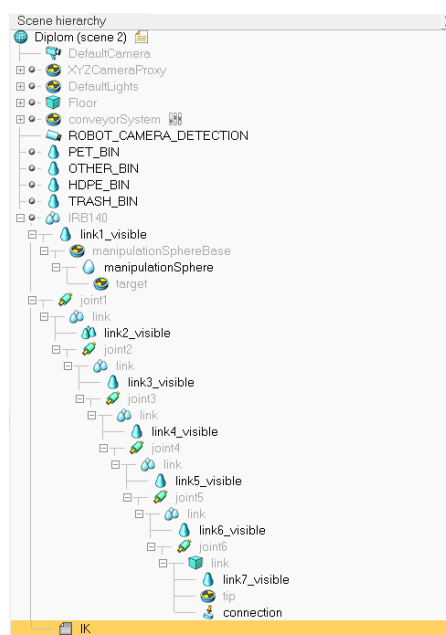 Scene hierarchy
Diplom (scene 2)
DefaultCamera
XYZCameraProxy
DefaultLights
Floor
conveyorSystem
ROBOT_CAMERA_DETECTION
PET_BIN
OTHER_BIN
HDPE_BIN
TRASH_BIN
IRB140
link1_visible
manipulationSphereBase
manipulationSphere
target
joint1
link
link2_visible
joint2
link
link3_visible
joint3
link
link4_visible
joint4
link
link5_visible
joint5
link
link6_visible
joint6
link
link7_visible
tip
connection
IK